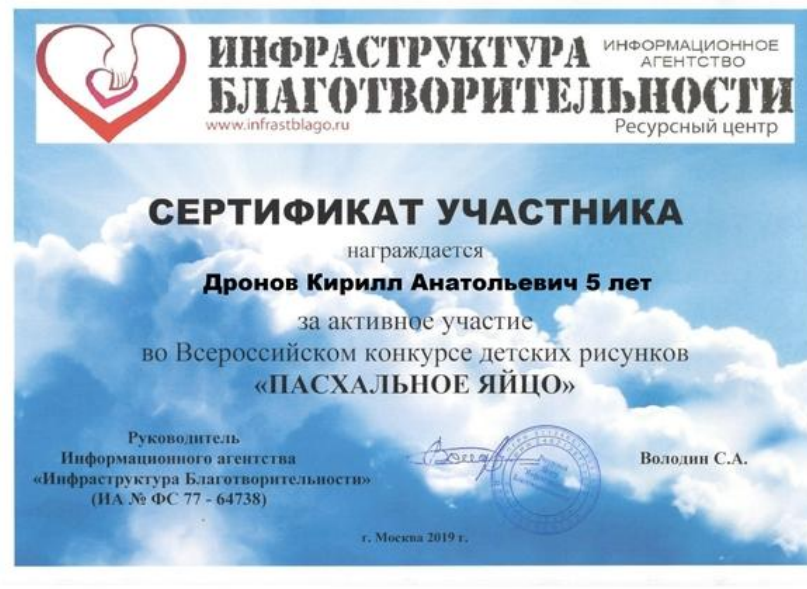 ИНФРАСТРУКТУРА
ИНФОРМАЦИОННОЕ
АГЕНТСТВО
БЛАГОТВОРИТЕЛЬНОСТИ
www.infrastblago.ru
Ресурсный центр
СЕРТИФИКАТ УЧАСТНИКА
награждается
Дронов Кирилл Анатольевич 5 лет
за активное участие
во Всероссийском конкурсе детских рисунков
«ПАСХАЛЬНОЕ ЯЙЦО»
Руководитель
Информационного агентства
«Инфраструктура Благотворительности»
(ИА № ФС 77 - 64738)
Володин С.А.
г. Москва 2019 г.